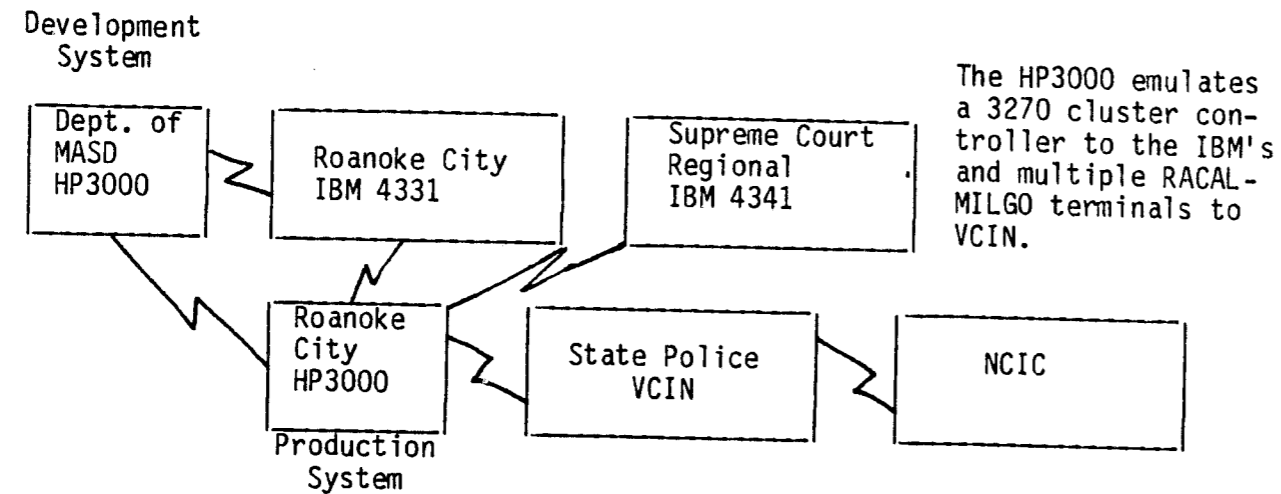 Development
System
Dept. of
MASD
HP3000
Roanoke City
IBM 4331
Supreme Court
Regional
IBM 4341
The HP3000 emulates
a 3270 cluster con-
troller to the IBM's
and multiple RACAL-
MILGO terminals to
VCIN.
Roanoke
City
HP3000
State Police
VCIN
NCIC
Production
System